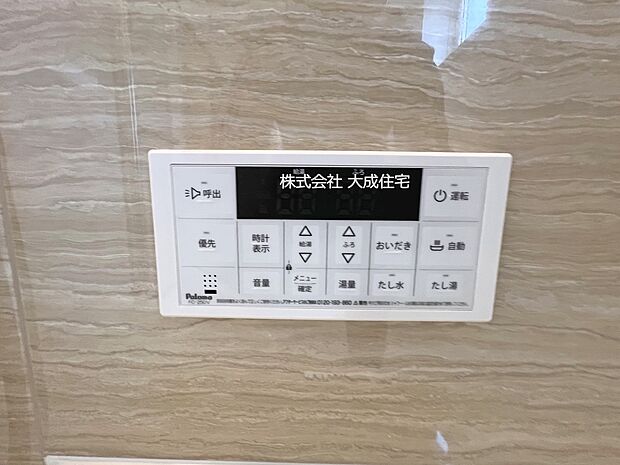 給湯 ふろ
株式会社 大成住宅
呼出
運転
優先
時計
表示
給湯
ふろ
おいだき
自動
音量
メニュー
確定
湯量
たし水
たし湯
Paloma